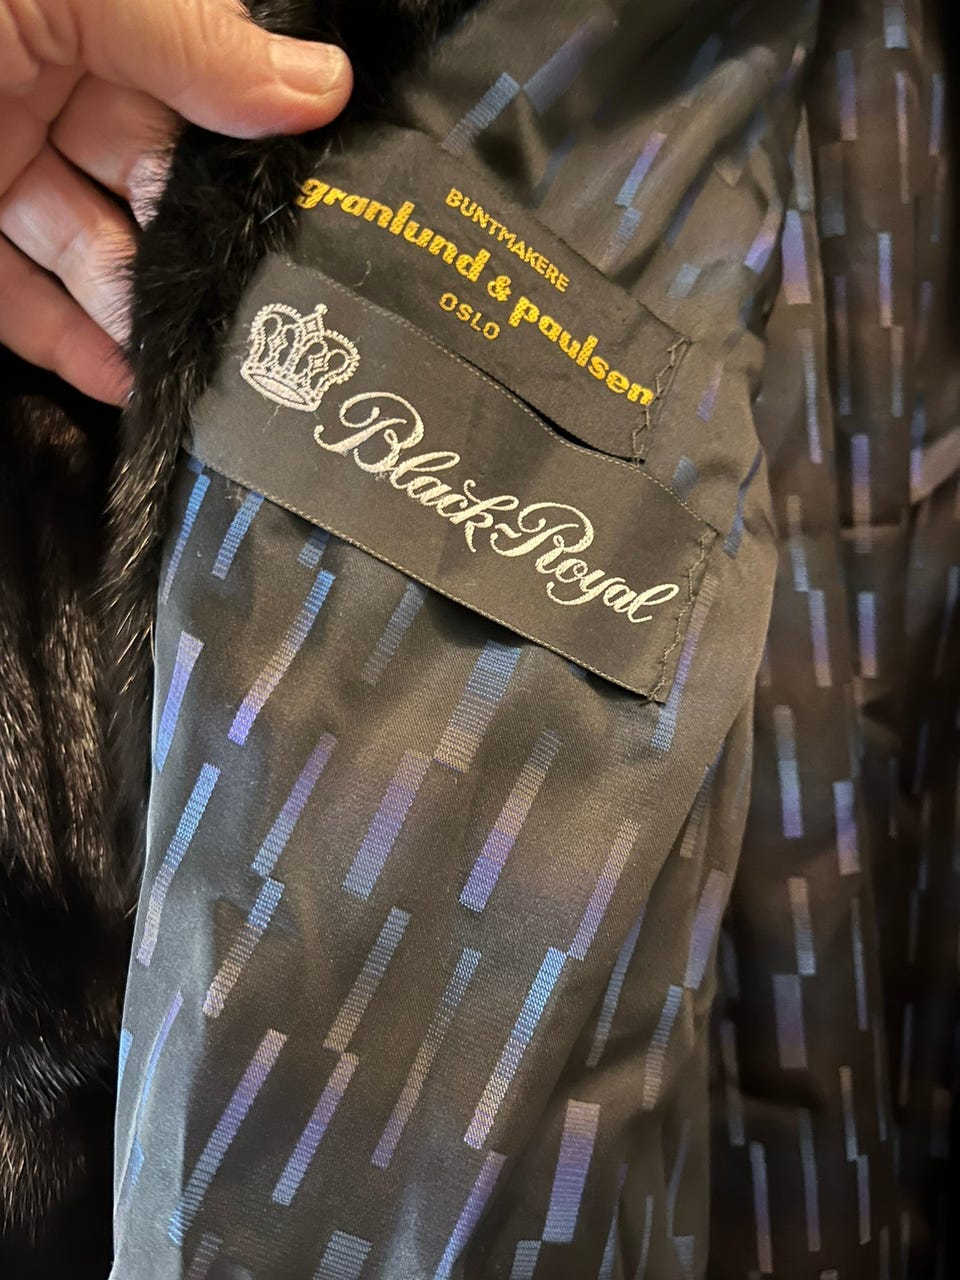 BUNTMAKERE
granlund & paulsen
OSLO
Black-Royal